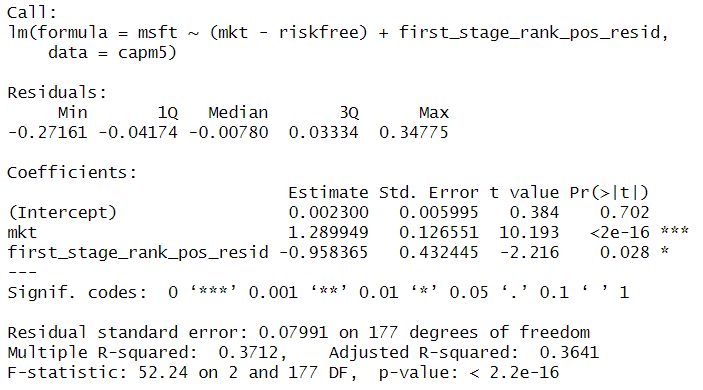 Call:
lm(formula = msft ~ (mkt - riskfree) + first_stage_rank_pos_resid,
    data = capm5)
Residuals:
     Min       1Q   Median       3Q      Max
-0.27161 -0.04174 -0.00780  0.03334  0.34775
Coefficients:
                            Estimate Std. Error t value Pr(>|t|)
(Intercept)                 0.002300   0.005995   0.384    0.702
mkt                         1.289949   0.126551  10.193   <2e-16 ***
first_stage_rank_pos_resid -0.958365   0.432445  -2.216    0.028 *
---
Signif. codes:  0 ‘***’ 0.001 ‘**’ 0.01 ‘*’ 0.05 ‘.’ 0.1 ‘ ’ 1
Residual standard error: 0.07991 on 177 degrees of freedom
Multiple R-squared:  0.3712,    Adjusted R-squared:  0.3641
F-statistic: 52.24 on 2 and 177 DF,  p-value: < 2.2e-16